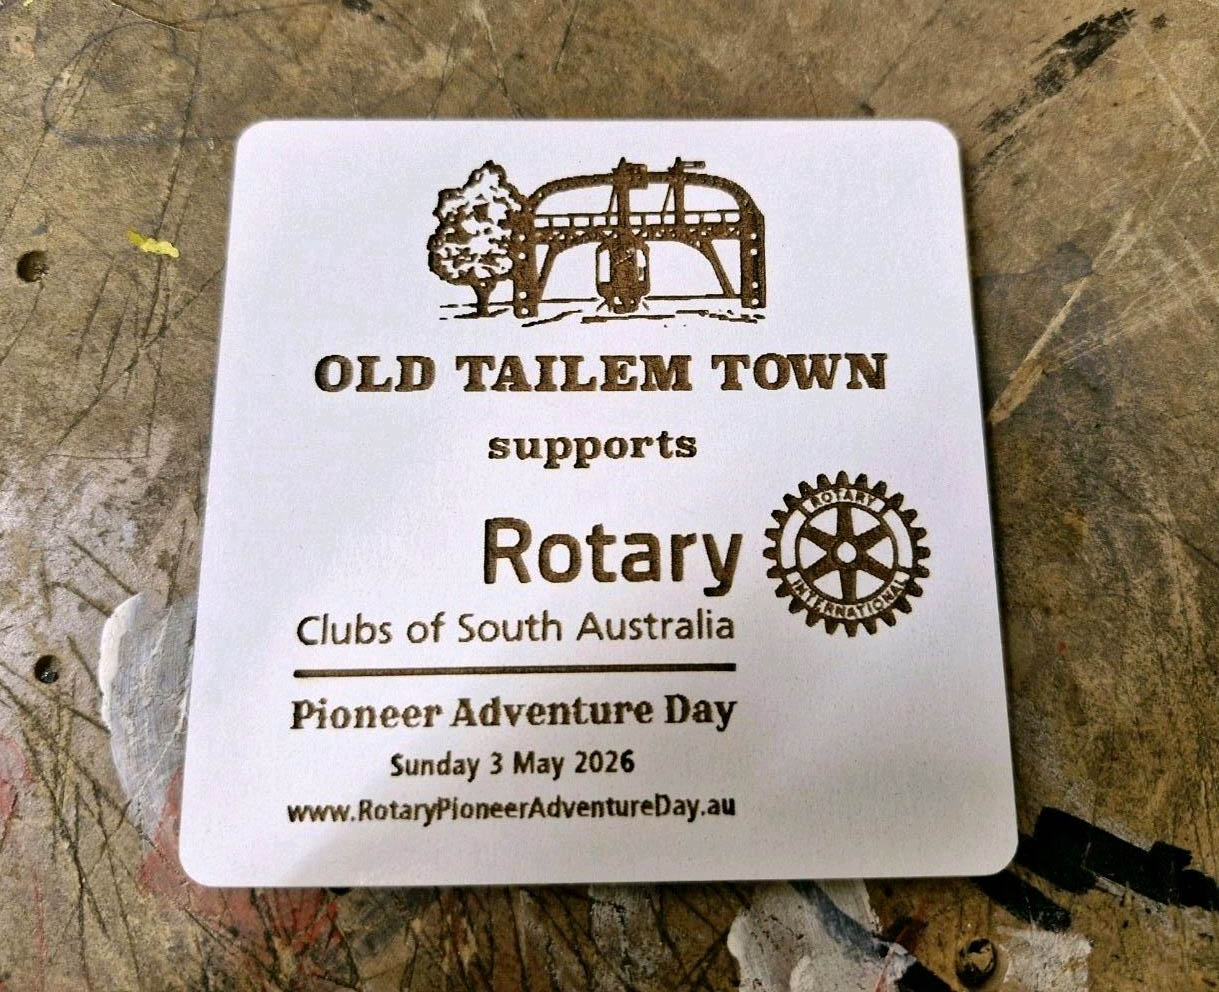 OLD TAILEM TOWN
supports
Rotary
ROTARY
INTERNATIONAL
Clubs of South Australia
Pioneer Adventure Day
Sunday 3 May 2026
www.RotaryPioneerAdventureDay.au